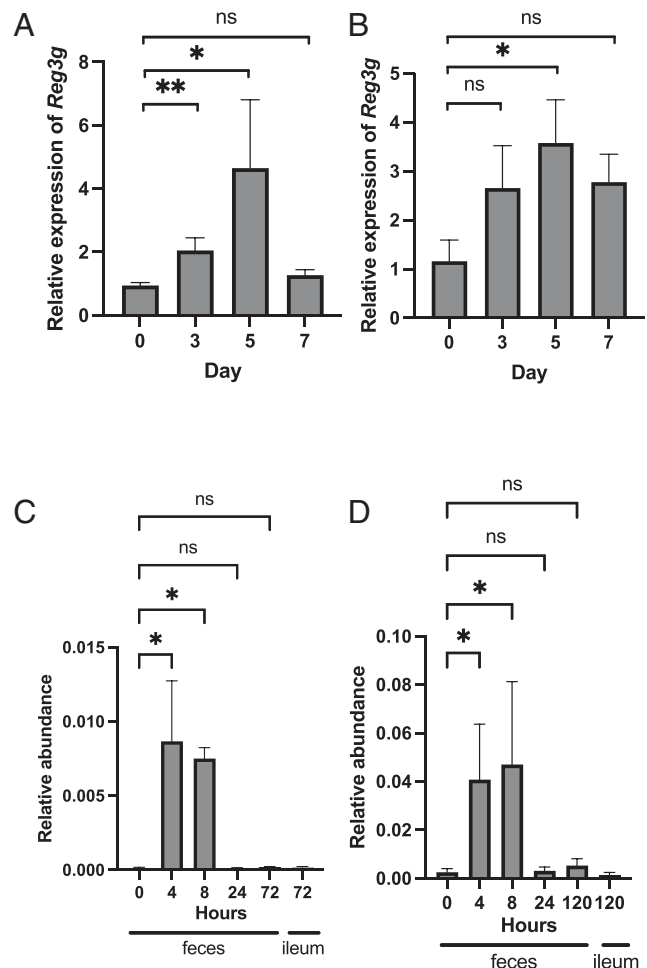 A
ns
*
**
Relative expression of Reg3g
8
6
4
2
0
0 3 5 7
Day
B
ns
*
ns
Relative expression of Reg3g
5
4
3
2
1
0
0 3 5 7
Day
C
ns
ns
*
*
Relative abundance
0.015
0.010
0.005
0.000
0 4 8 24 72 72
Hours
feces ileum
D
ns
ns
*
*
Relative abundance
0.10
0.08
0.06
0.04
0.02
0.00
0 4 8 24 120 120
Hours
feces ileum